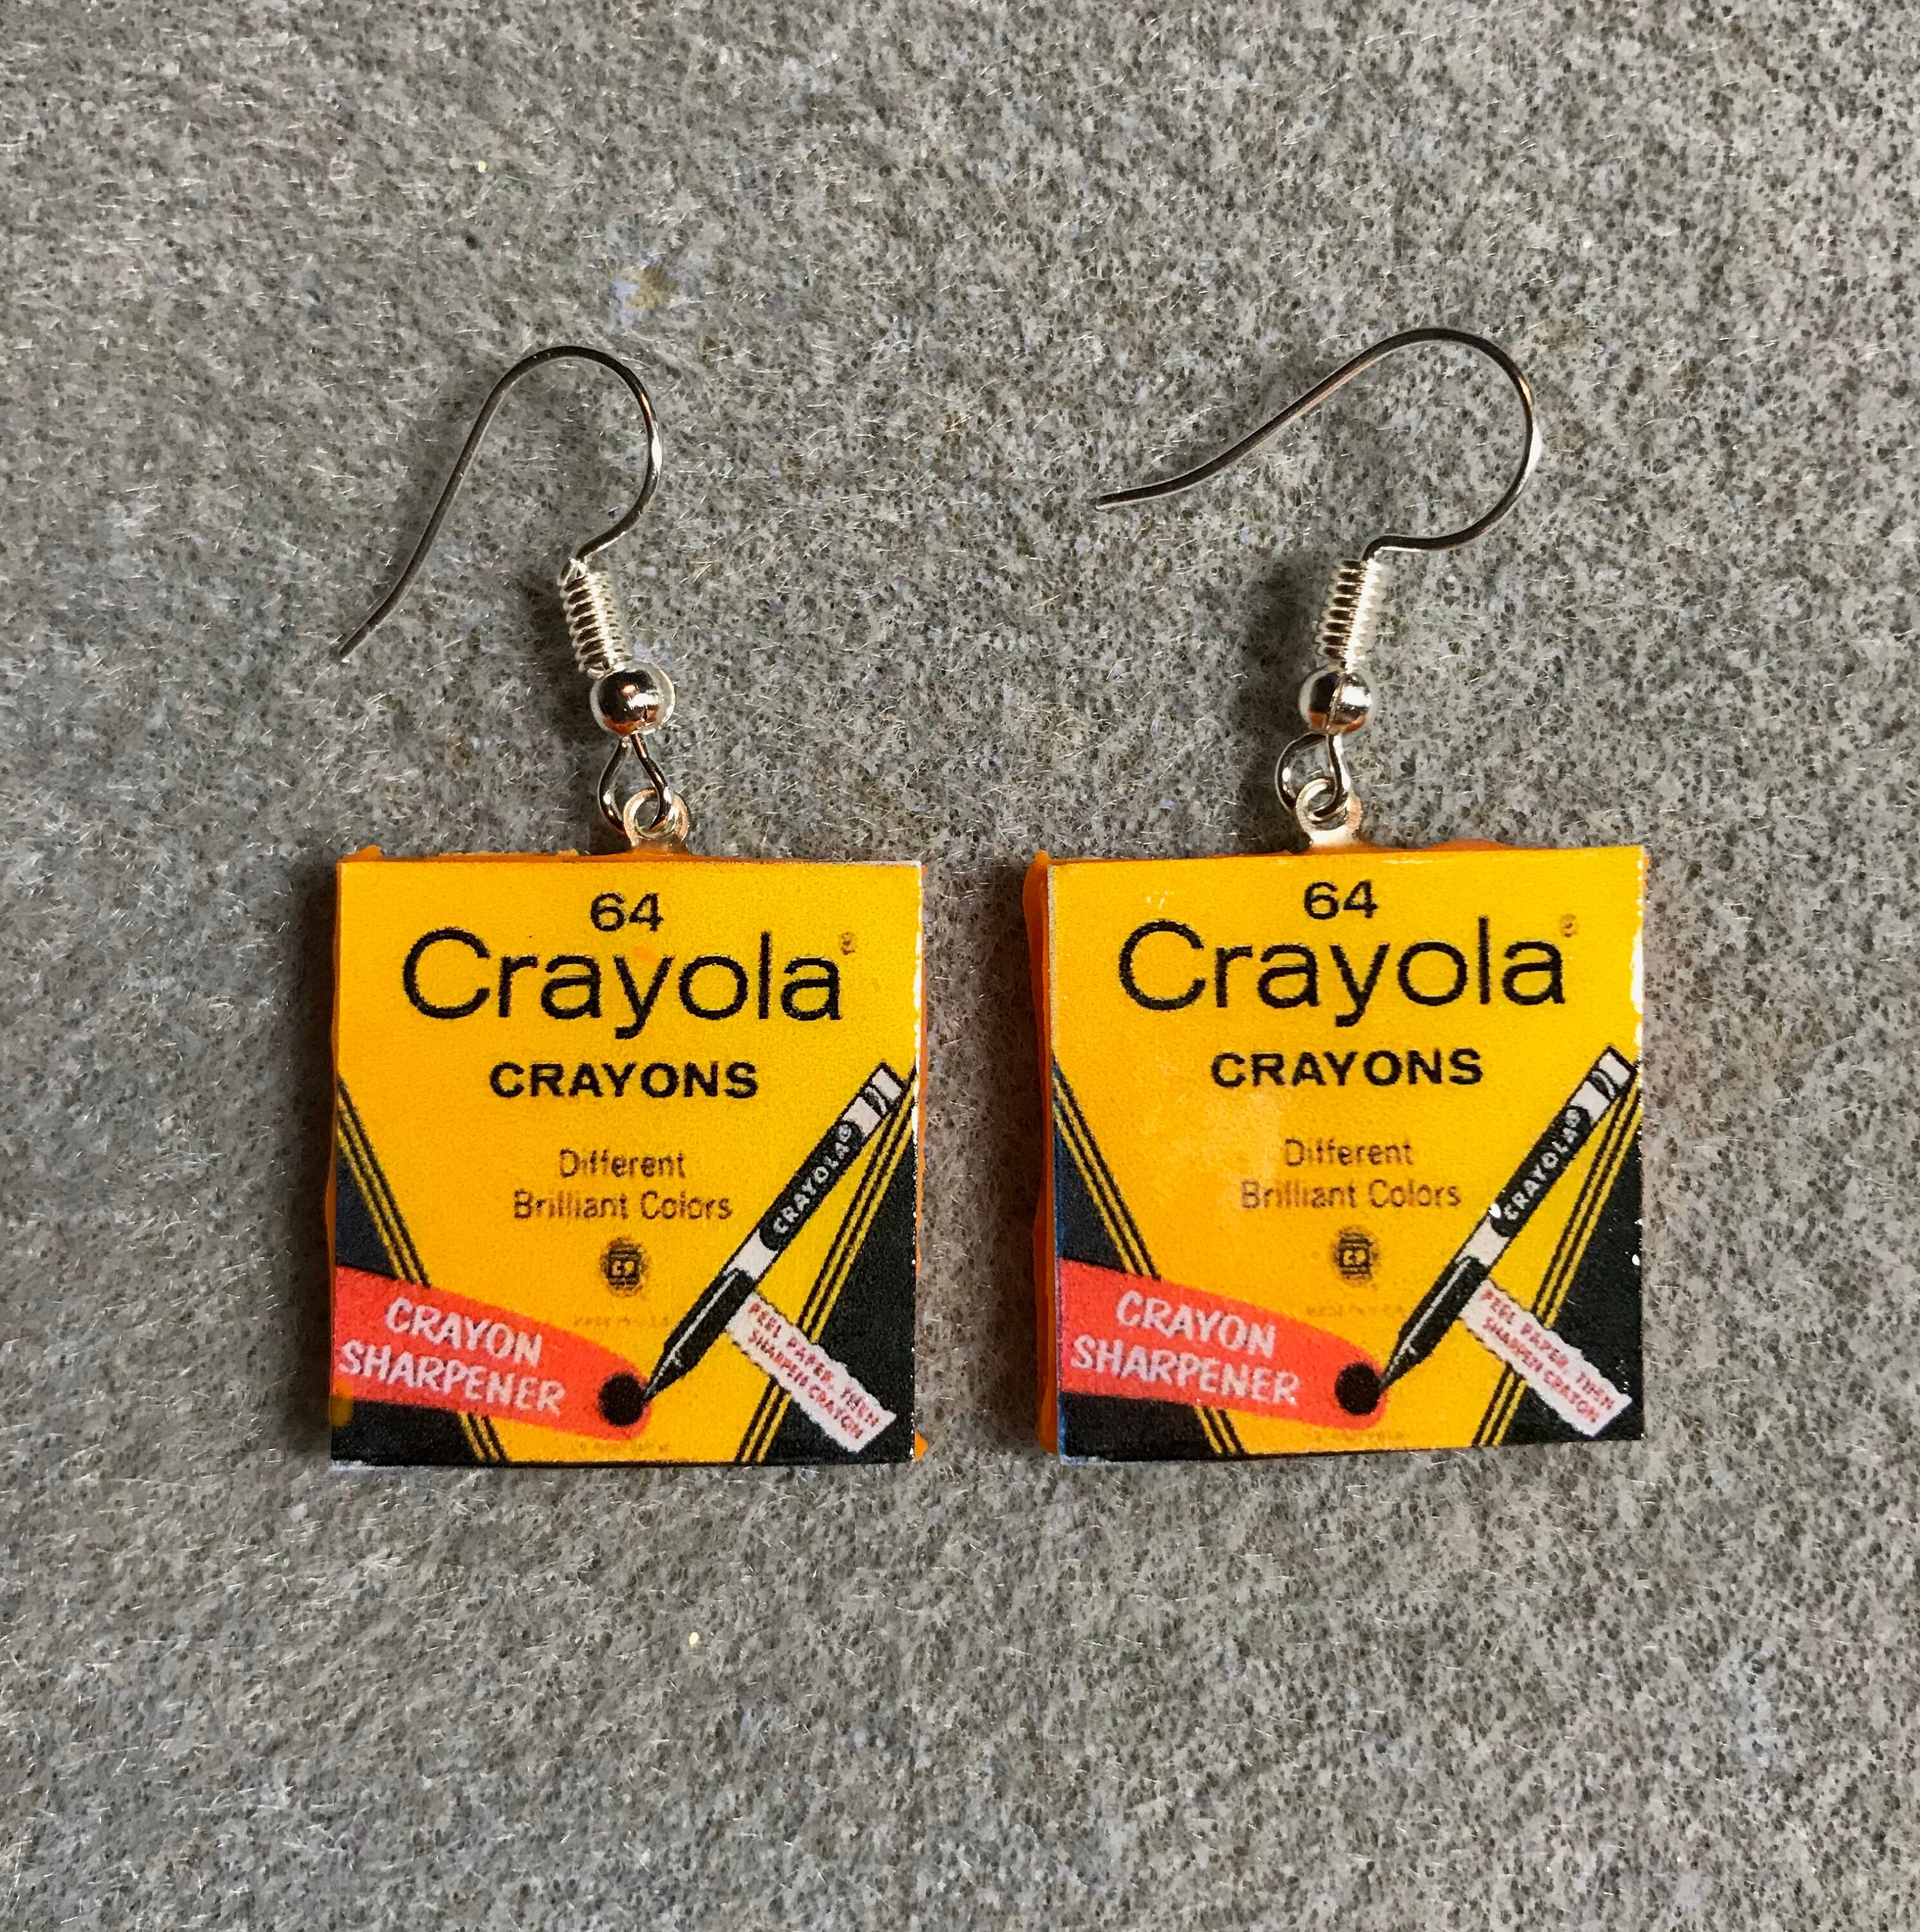 64
Crayola®
CRAYONS
Different
Brilliant Colors
CRAYOLA®
CRAYON
SHARPENER
PEEL PAPER, THEN
SHARPEN CRAYON
64
Crayola®
CRAYONS
Different
Brilliant Colors
CRAYOLA®
CRAYON
SHARPENER
PEEL PAPER, THEN
SHARPEN CRAYON